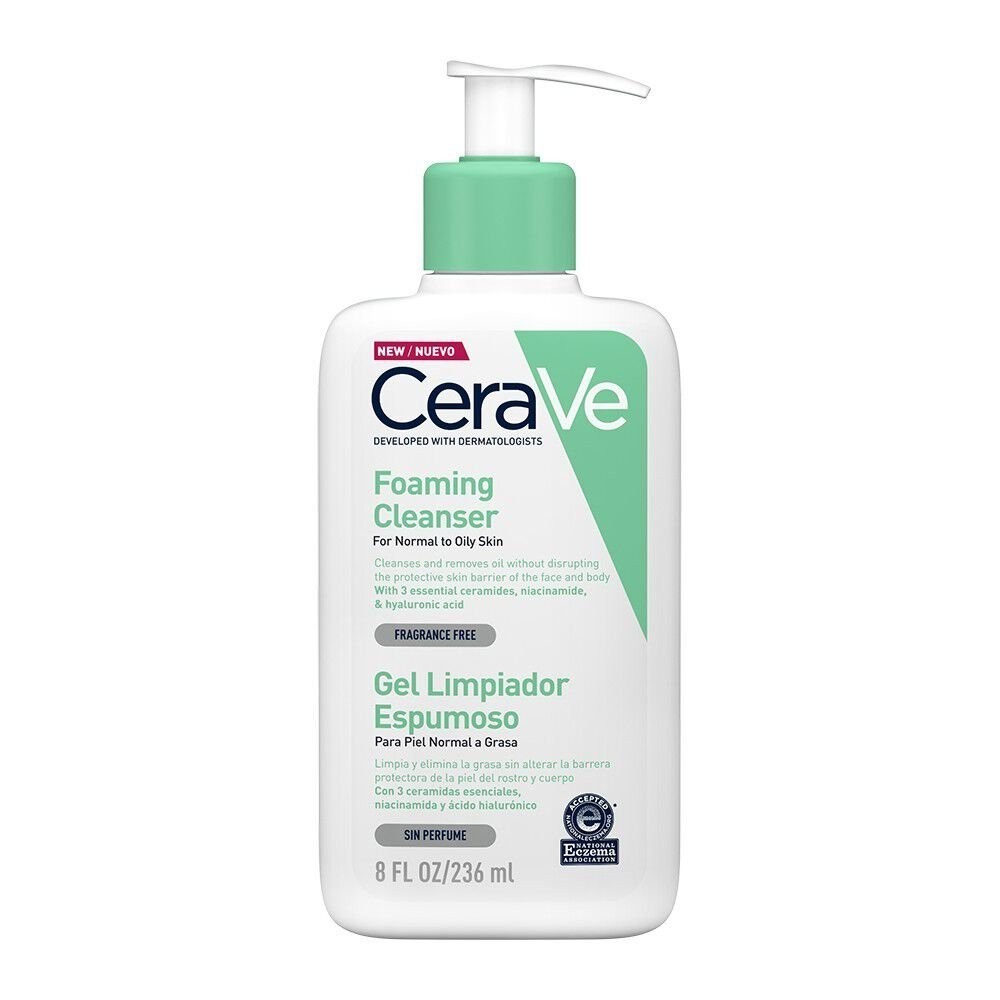 NEW / NUEVO
CeraVe
DEVELOPED WITH DERMATOLOGISTS
Foaming
Cleanser
For Normal to Oily Skin
Cleanses and removes oil without disrupting
the protective skin barrier of the face and body
With 3 essential ceramides, niacinamide,
& hyaluronic acid
FRAGRANCE FREE
Gel Limpiador
Espumoso
Para Piel Normal a Grasa
Limpia y elimina la grasa sin alterar la barrera
protectora de la piel del rostro y cuerpo
Con 3 ceramidas esenciales,
niacinamida y ácido hialurónico
SIN PERFUME
8 FL OZ/236 ml
ACCEPTED
e
NATIONALECZEMA.ORG
NATIONAL
Eczema
ASSOCIATION